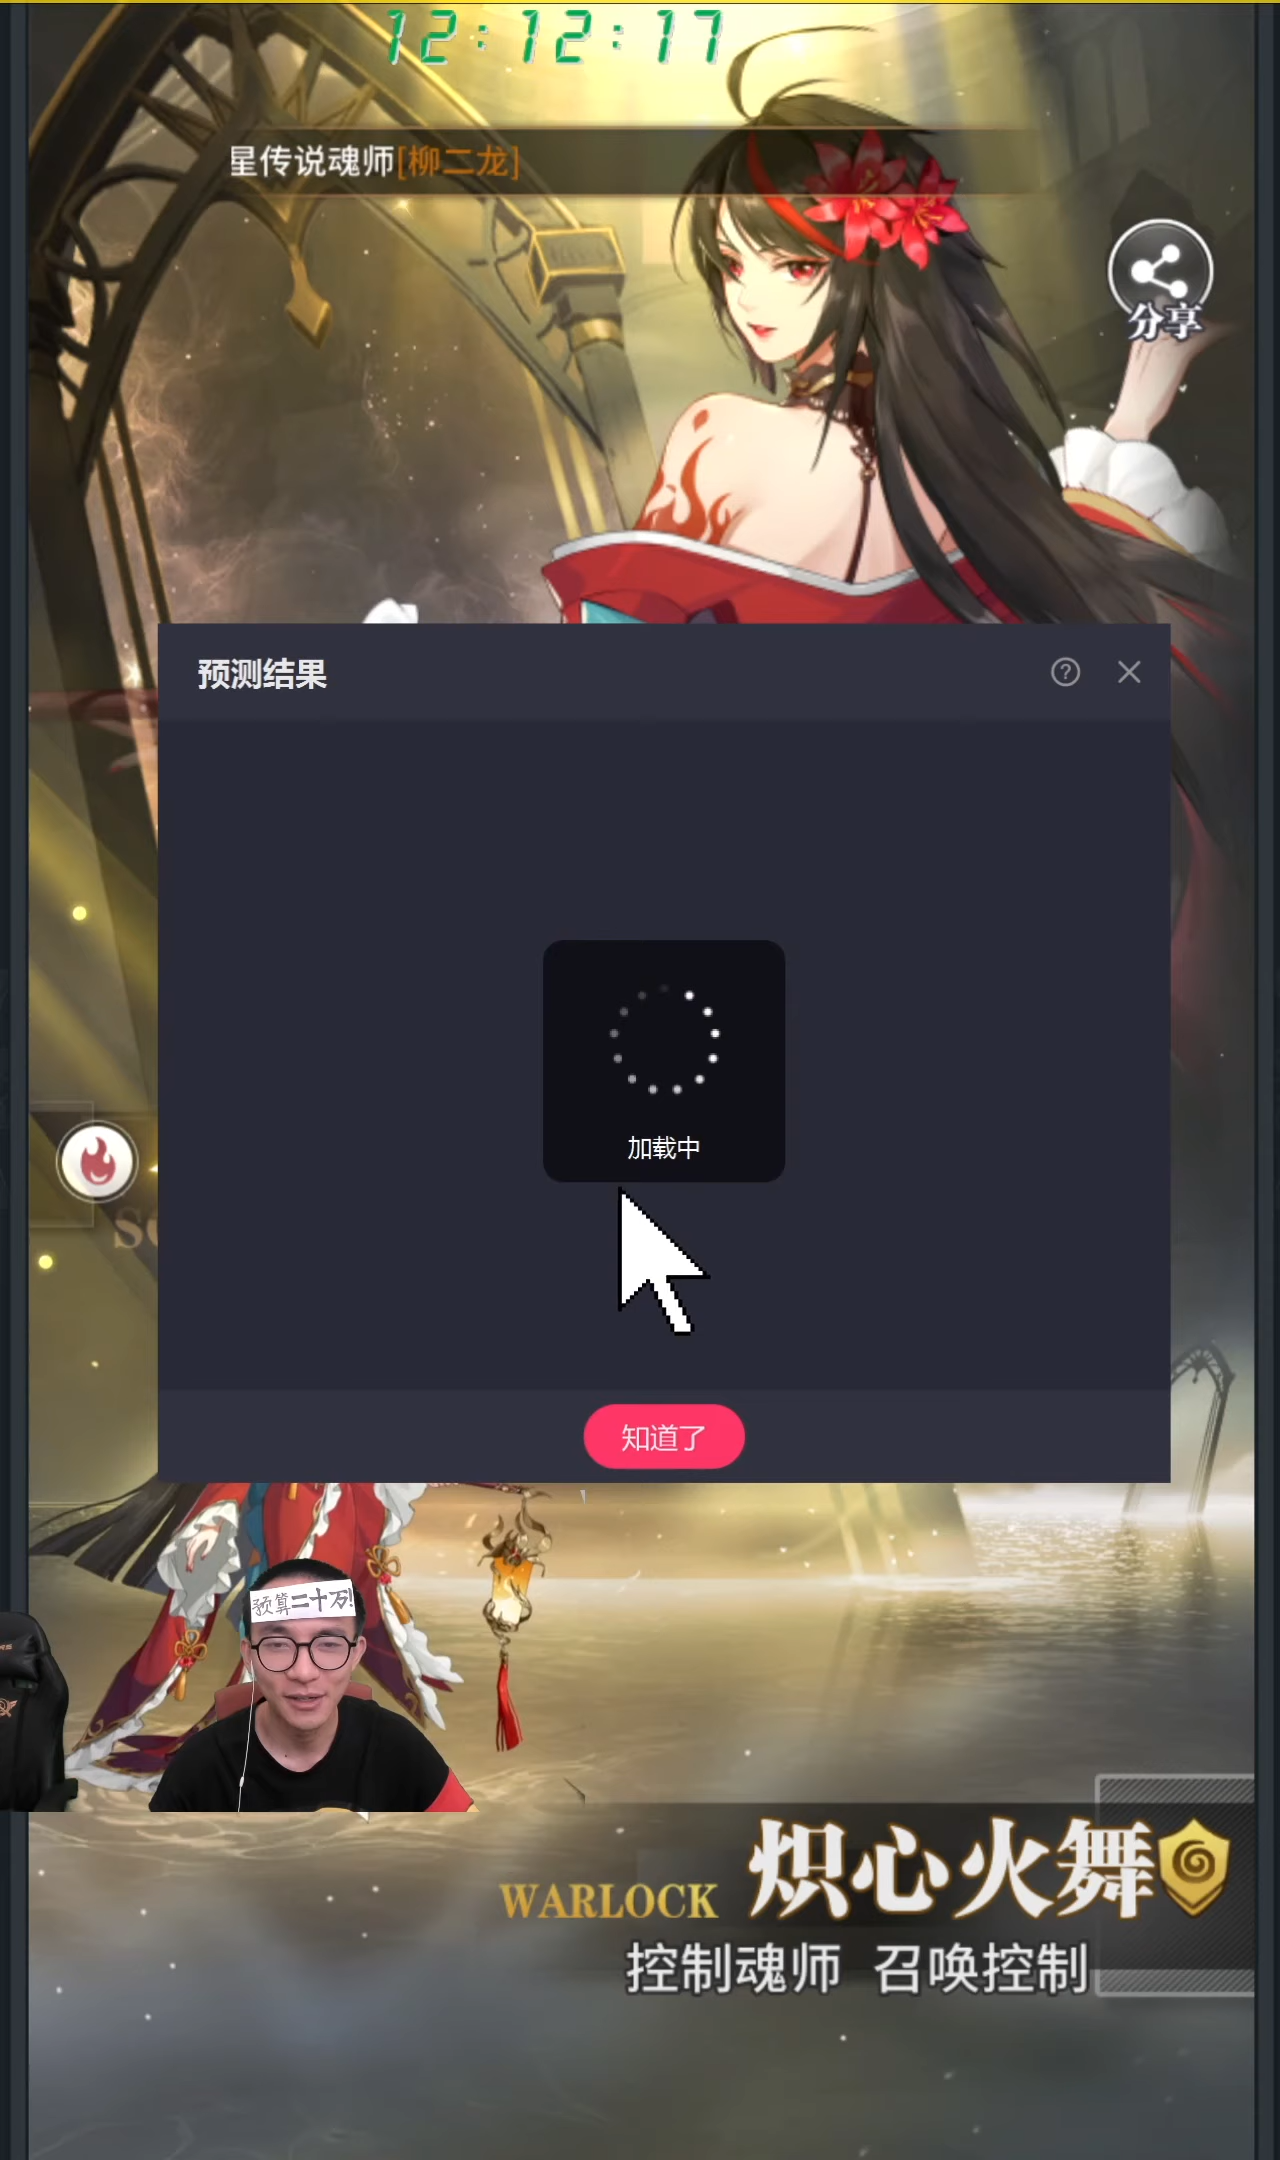 12:12:17
星传说魂师[柳二龙]
分享
预测结果
加载中
知道了
预算二十万!
WARLOCK 炽心火舞
控制魂师 召唤控制